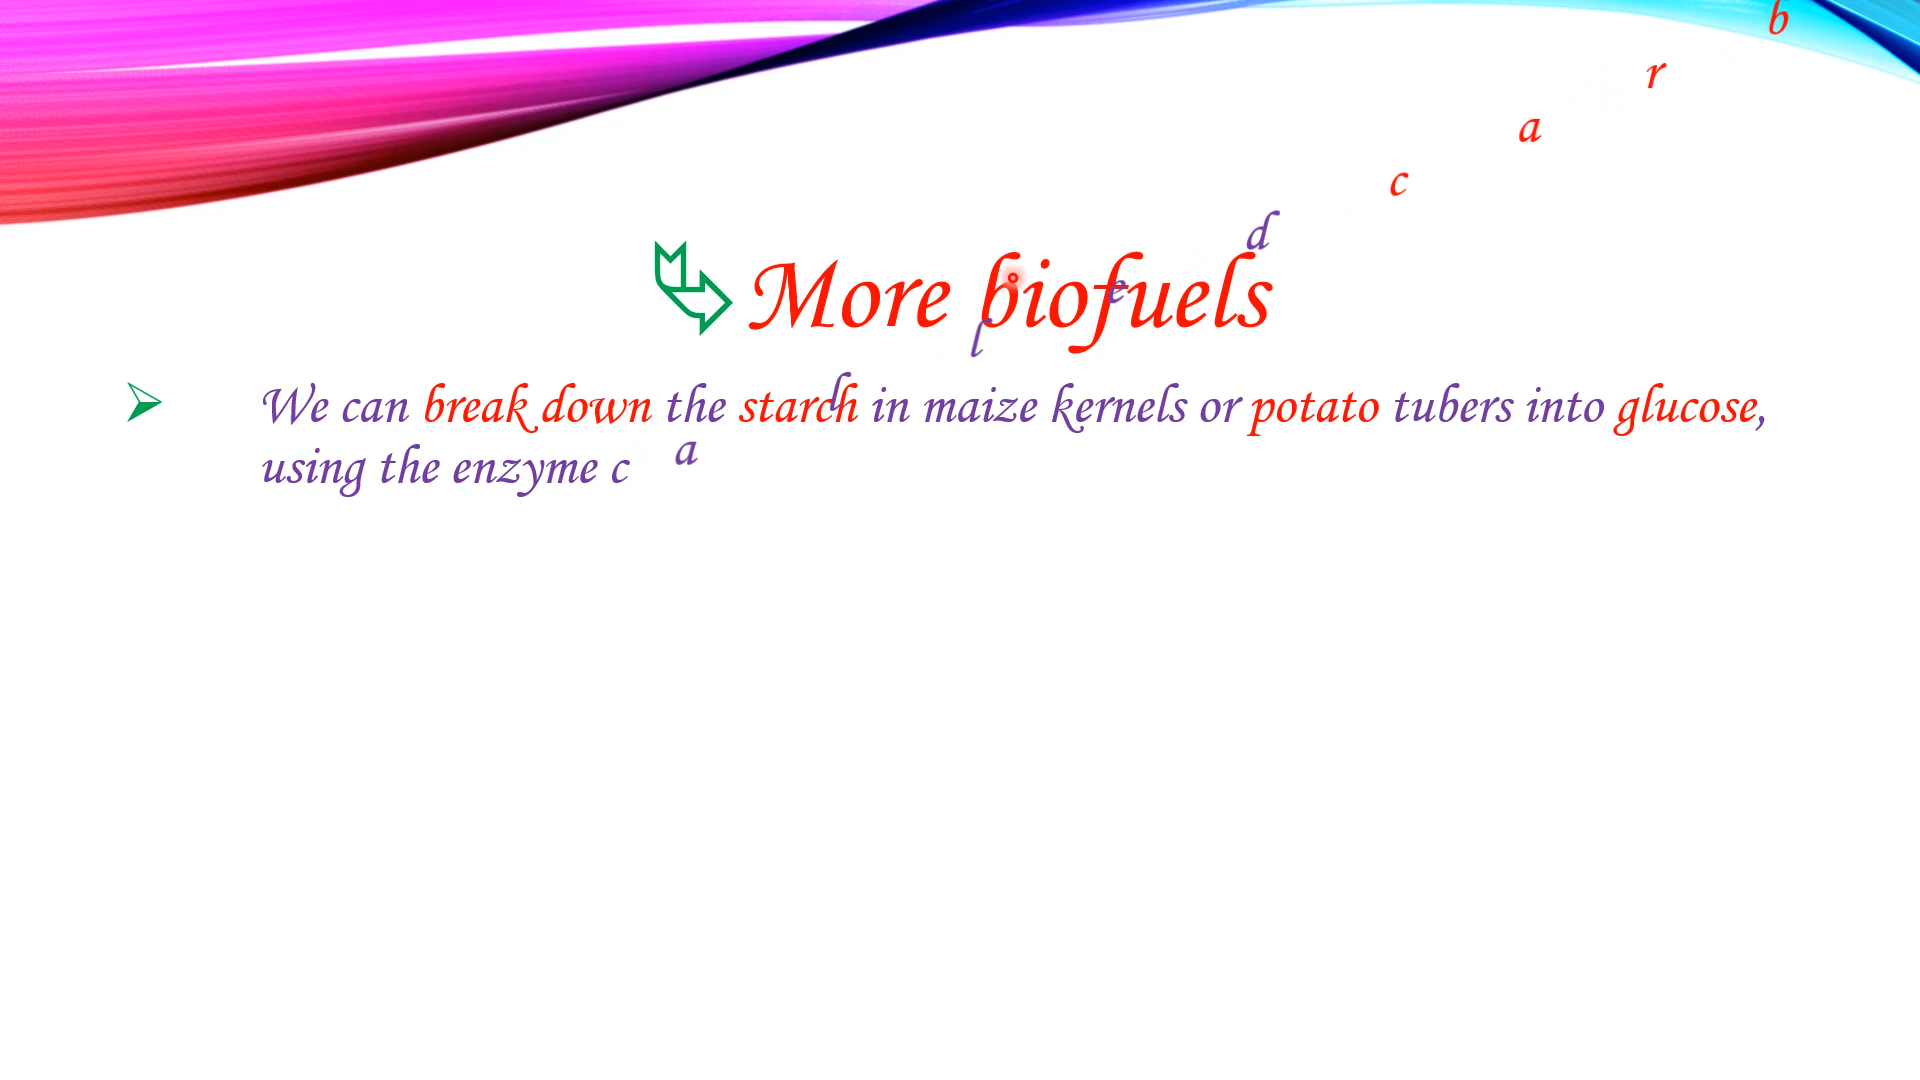 More biofuels
We can break down the starch in maize kernels or potato tubers into glucose,
using the enzyme c a l l e d c a r b